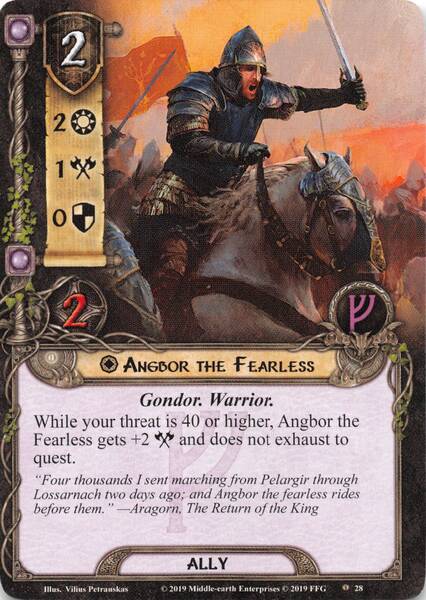 2
2
1
0
2
Angbor the Fearless
Gondor. Warrior.
While your threat is 40 or higher, Angbor the
Fearless gets +2 and does not exhaust to
quest.
“Four thousands I sent marching from Pelargir through
Lossarnach two days ago; and Angbor the fearless rides
before them.” —Aragorn, The Return of the King
ALLY
Illus. Vilius Petrauskas © 2019 Middle-earth Enterprises © 2019 FFG 28